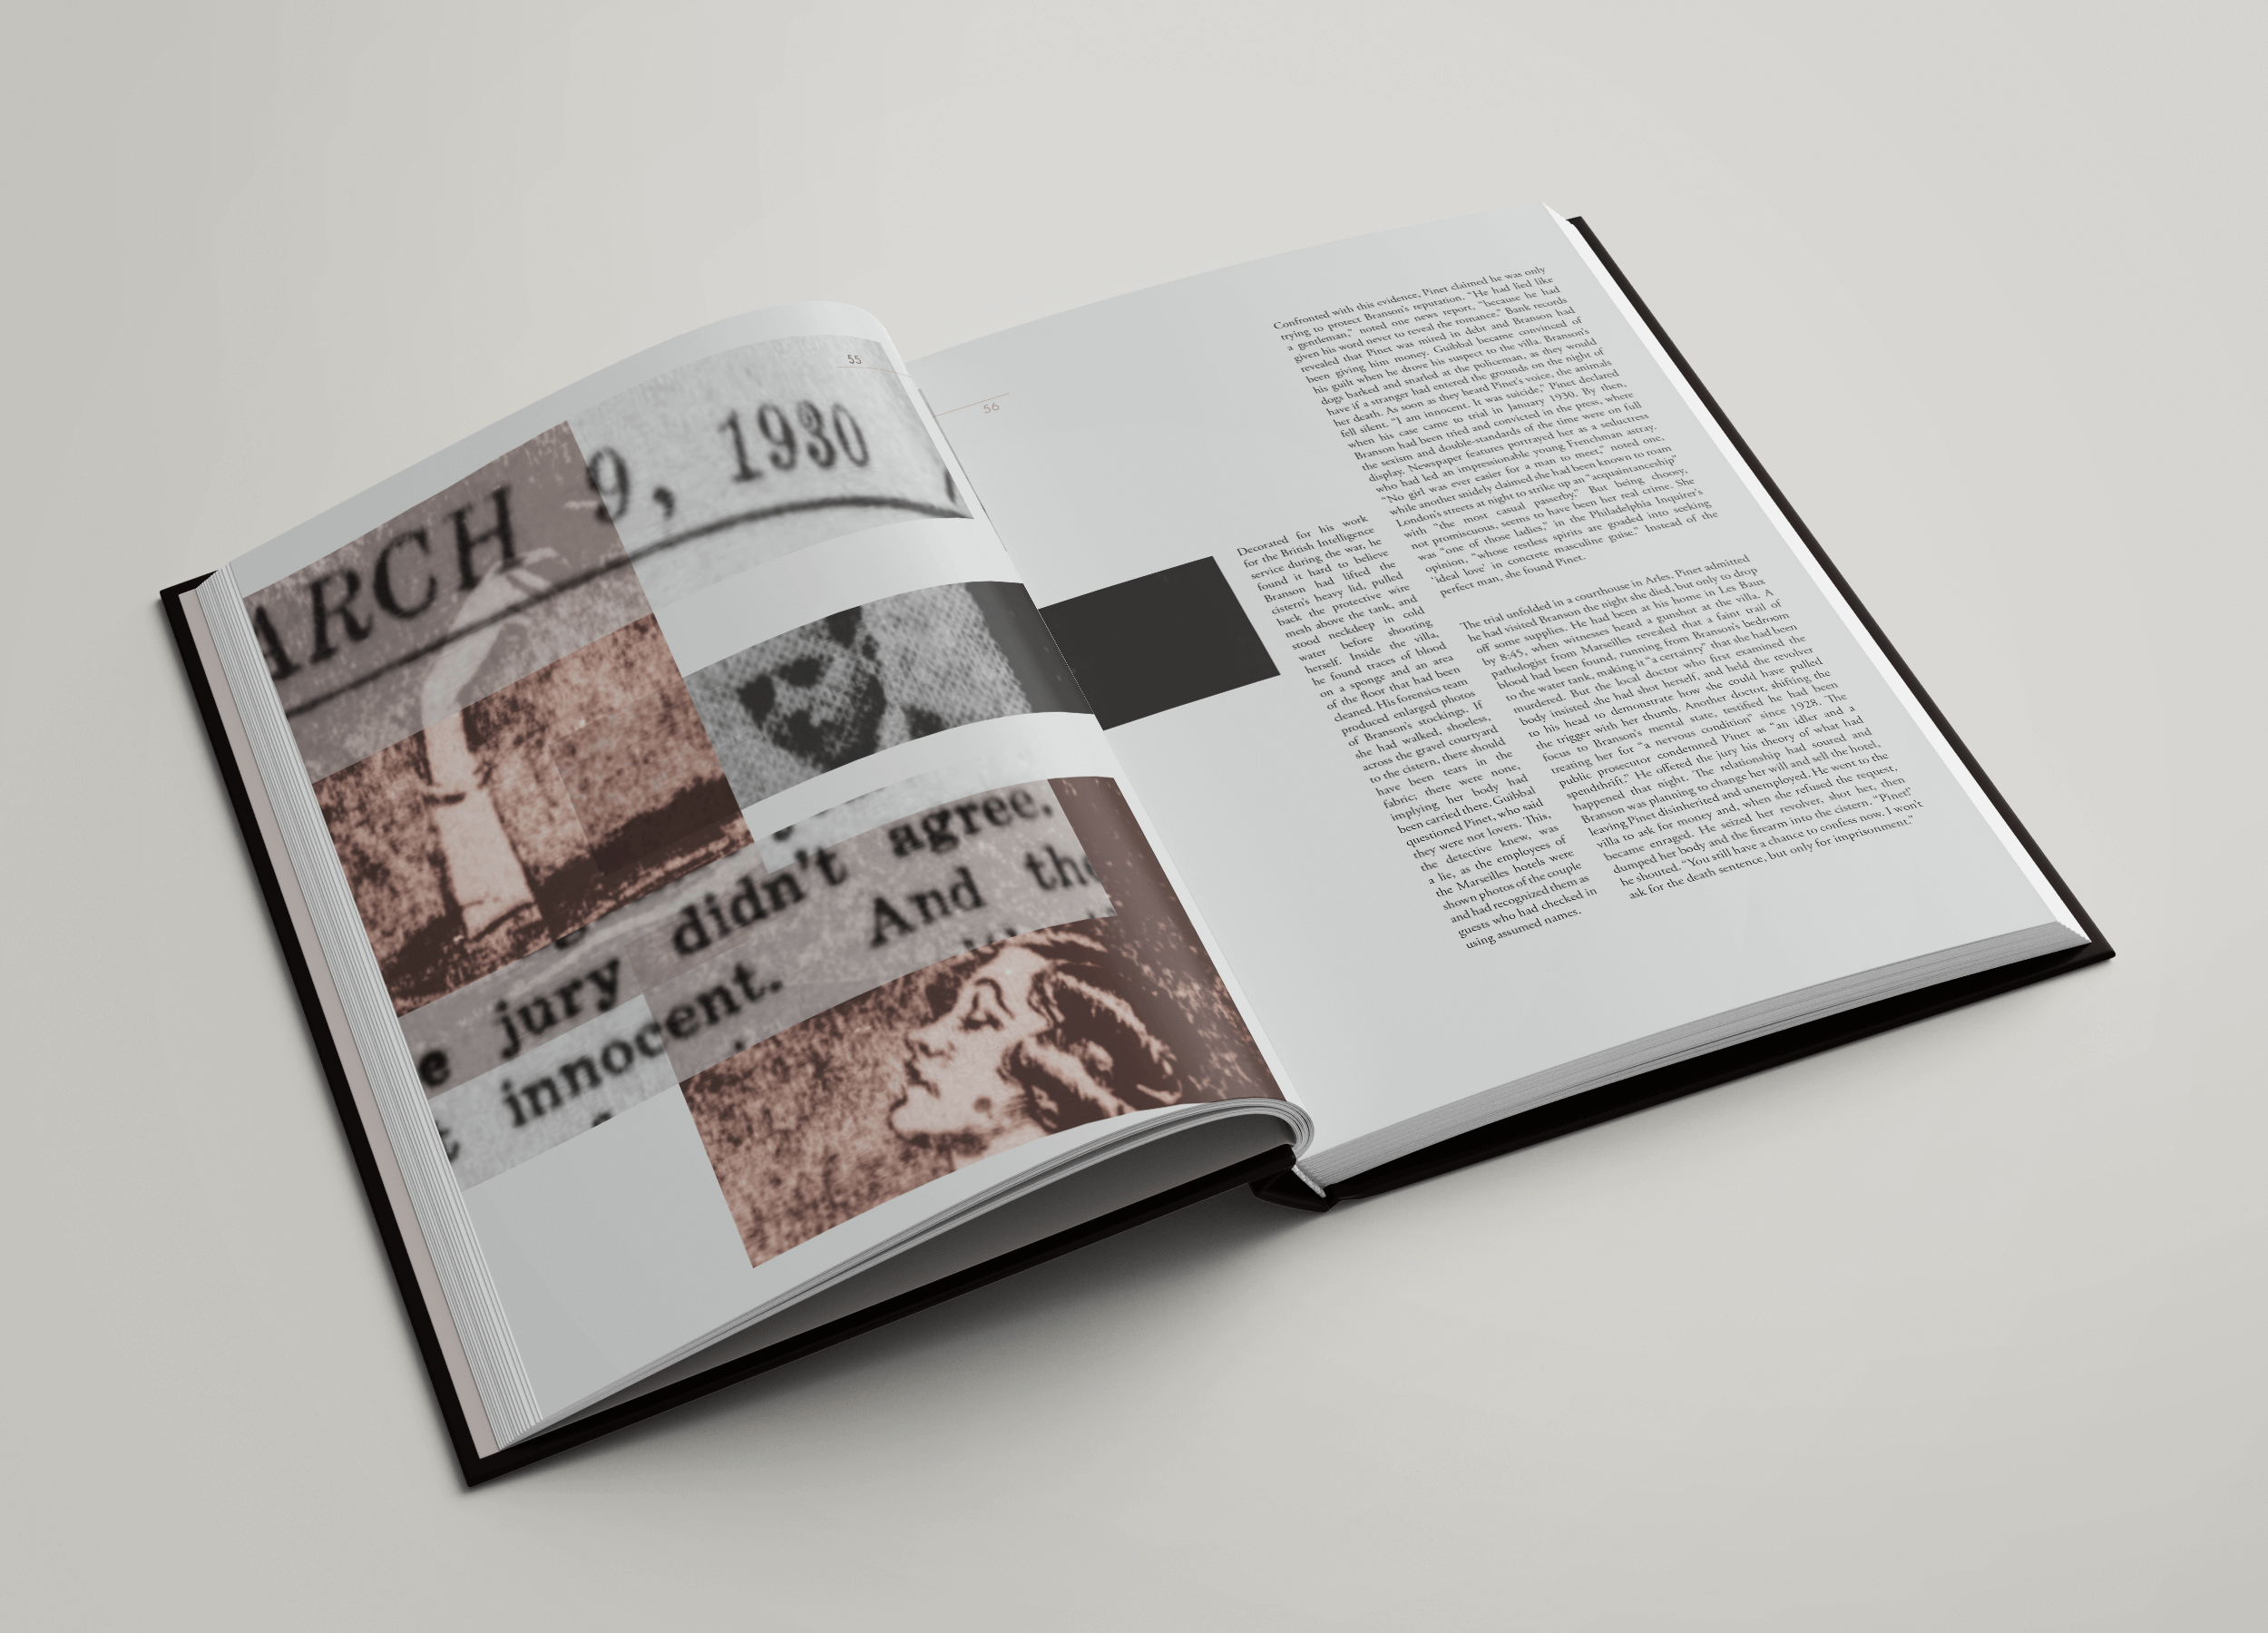 55
ARCH 9, 1930
agree.
e jury didn't And the
t innocent.
56
Decorated for his work
for the British Intelligence
service during the war, he
found it hard to believe
Branson had lifted the
cistern's heavy lid, pulled
back the protective wire
mesh above the tank, and
stood neckdeep in cold
water before shooting
herself. Inside the villa,
he found traces of blood
on a sponge and an area
of the floor that had been
cleaned. His forensics team
produced enlarged photos
of Branson's stockings. If
she had walked, shoeless,
across the gravel courtyard
to the cistern, there should
have been tears in the
fabric; there were none,
implying her body had
been carried there. Guibbal
questioned Pinet, who said
they were not lovers. This,
the detective knew, was
a lie, as the employees of
the Marseilles hotels were
shown photos of the couple
and had recognized them as
guests who had checked in
using assumed names.
Confronted with this evidence, Pinet claimed he was only
trying to protect Branson's reputation. "He had lied like
a gentleman," noted one news report, "because he had
given his word never to reveal the romance." Bank records
revealed that Pinet was mired in debt and Branson had
been giving him money. Guibbal became convinced of
his guilt when he drove his suspect to the villa. Branson's
dogs barked and snarled at the policeman, as they would
have if a stranger had entered the grounds on the night of
her death. As soon as they heard Pinet's voice, the animals
fell silent. "I am innocent. It was suicide," Pinet declared
when his case came to trial in January 1930. By then,
Branson had been tried and convicted in the press, where
the sexism and double-standards of the time were on full
display. Newspaper features portrayed her as a seductress
who had led an impressionable young Frenchman astray.
"No girl was ever easier for a man to meet," noted one,
while another snidely claimed she had been known to roam
London's streets at night to strike up an "acquaintanceship"
with "the most casual passerby." But being choosy,
not promiscuous, seems to have been her real crime. She
was "one of those ladies," in the Philadelphia Inquirer's
opinion, "whose restless spirits are goaded into seeking
'ideal love' in concrete masculine guise." Instead of the
perfect man, she found Pinet.
The trial unfolded in a courthouse in Arles. Pinet admitted
he had visited Branson the night she died, but only to drop
off some supplies. He had been at his home in Les Baux
by 8:45, when witnesses heard a gunshot at the villa. A
pathologist from Marseilles revealed that a faint trail of
blood had been found, running from Branson's bedroom
to the water tank, making it "a certainty" that she had been
murdered. But the local doctor who first examined the
body insisted she had shot herself, and held the revolver
to his head to demonstrate how she could have pulled
the trigger with her thumb. Another doctor, shifting the
focus to Branson's mental state, testified he had been
treating her for "a nervous condition" since 1928. The
public prosecutor condemned Pinet as "an idler and a
spendthrift." He offered the jury his theory of what had
happened that night. The relationship had soured and
Branson was planning to change her will and sell the hotel,
leaving Pinet disinherited and unemployed. He went to the
villa to ask for money and, when she refused the request,
became enraged. He seized her revolver, shot her, then
dumped her body and the firearm into the cistern. "Pinet!'
he shouted. "You still have a chance to confess now. I won't
ask for the death sentence, but only for imprisonment."